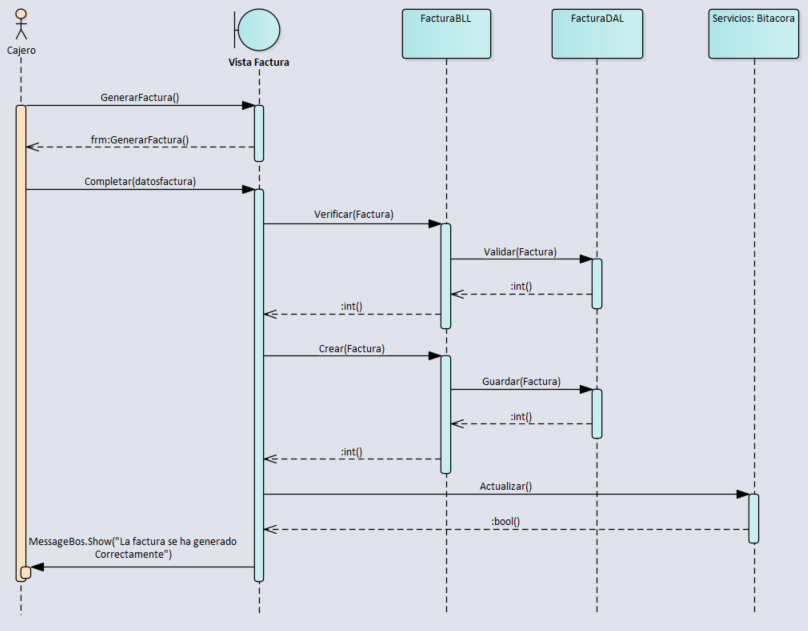 FacturaBLL
FacturaDAL
Servicios: Bitacora
Cajero
Vista Factura
GenerarFactura()
frm:GenerarFactura()
Completar(datosfactura)
Verificar(Factura)
Validar(Factura)
:int()
:int()
Crear(Factura)
Guardar(Factura)
:int()
:int()
Actualizar()
:bool()
MessageBos.Show("La factura se ha generado
Correctamente")